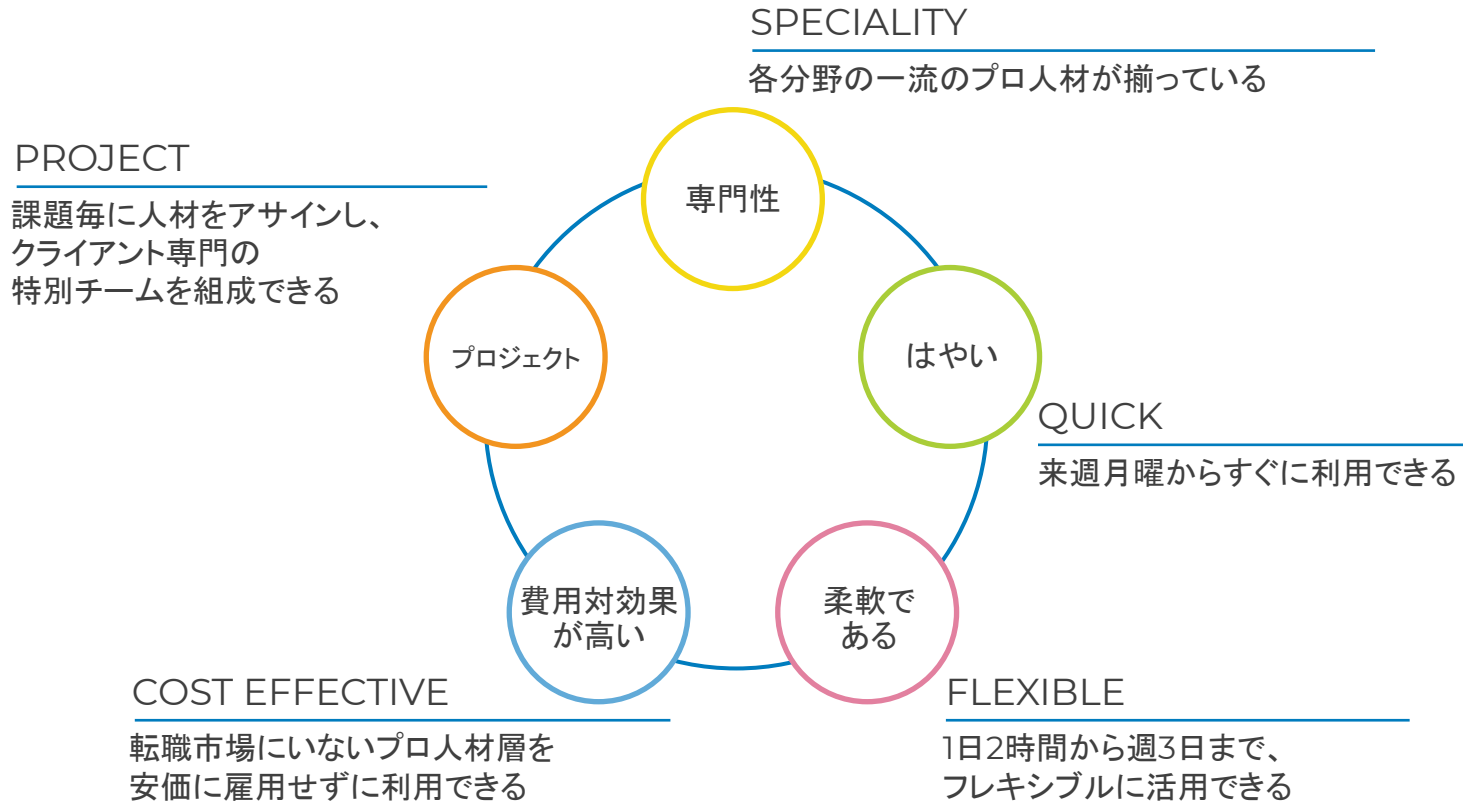 SPECIALITY
各分野の一流のプロ人材が揃っている
専門性
PROJECT
課題毎に人材をアサインし、
クライアント専門の
特別チームを組成できる
プロジェクト
はやい
QUICK
来週月曜からすぐに利用できる
費用対効果
が高い
柔軟で
ある
COST EFFECTIVE
転職市場にいないプロ人材層を
安価に雇用せずに利用できる
FLEXIBLE
1日2時間から週3日まで、
フレキシブルに活用できる